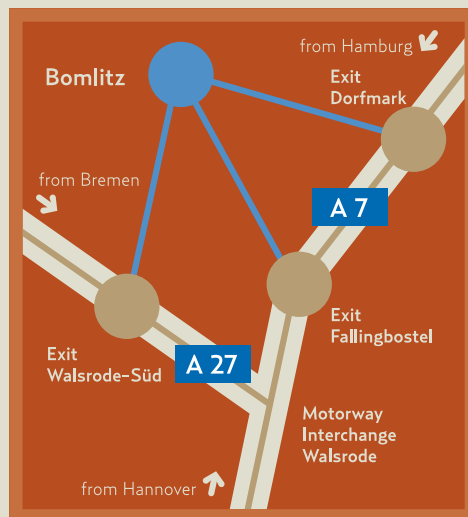 from Hamburg
Bomlitz
Exit
Dorfmark
from Bremen
A 7
Exit
Fallingbostel
Exit
Walsrode-Süd
A 27
Motorway
Interchange
Walsrode
from Hannover